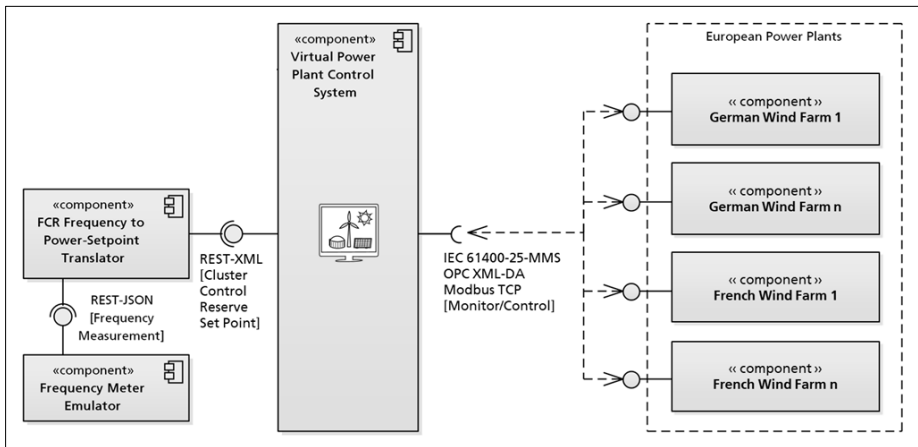 «component»
FCR Frequency to
Power-Setpoint
Translator
REST-JSON
[Frequency
Measurement]
«component»
Frequency Meter
Emulator
REST-XML
[Cluster
Control
Reserve
Set Point]
«component»
Virtual Power
Plant Control
System
IEC 61400-25-MMS
OPC XML-DA
Modbus TCP
[Monitor/Control]
European Power Plants
«component»
German Wind Farm 1
«component»
German Wind Farm n
«component»
French Wind Farm 1
«component»
French Wind Farm n